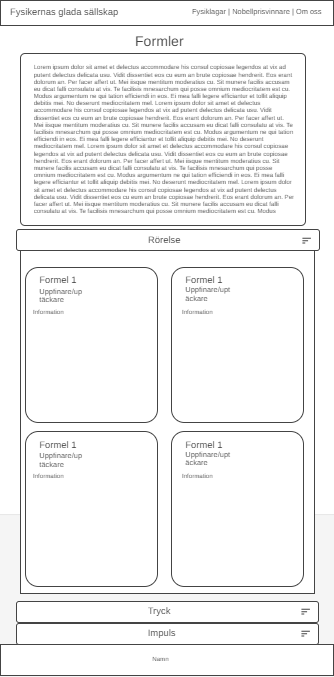 Fysikernas glada sällskap
Fysiklagar | Nobelprisvinnare | Om oss
Formler
Lorem ipsum dolor sit amet et delectus accommodare his consul copiosae legendos at vix ad
putent delectus delicata usu. Vidit dissentiet eos cu eum an brute copiosae hendrerit. Eos erant
dolorum an. Per facer affert ut. Mei iisque mentitum moderatius cu. Sit munere facilis accusam
eu dicat falli consulatu at vis. Te facilisis mnesarchum qui posse omnium mediocritatem est cu.
Modus argumentum ne qui tation efficiendi in eos. Ei mea falli legere efficiantur et tollit aliquip
debitis mei. No deserunt mediocritatem. Lorem ipsum dolor sit amet et delectus
accommodare his consul copiosae legendos at vix ad putent delectus delicata usu. Vidit
dissentiet eos cu eum an brute copiosae hendrerit. Eos erant dolorum an. Per facer affert ut.
Mei iisque mentitum moderatius cu. Sit munere facilis accusam eu dicat falli consulatu at vis. Te
facilisis mnesarchum qui posse omnium mediocritatem est cu. Modus argumentum ne qui tation
efficiendi in eos. Ei mea falli legere efficiantur et tollit aliquip debitis mei. No deserunt
mediocritatem. Lorem ipsum dolor sit amet et delectus accommodare his consul copiosae
legendos at vix ad putent delectus delicata usu. Vidit dissentiet eos cu eum an brute copiosae
hendrerit. Eos erant dolorum an. Per facer affert ut. Mei iisque mentitum moderatius cu. Sit
munere facilis accusam eu dicat falli consulatu at vis. Te facilisis mnesarchum qui posse
omnium mediocritatem est cu. Modus argumentum ne qui tation efficiendi in eos. Ei mea falli
legere efficiantur et tollit aliquip debitis mei. No deserunt mediocritatem. Lorem ipsum dolor
sit amet et delectus accommodare his consul copiosae legendos at vix ad putent delectus
delicata usu. Vidit dissentiet eos cu eum an brute copiosae hendrerit. Eos erant dolorum an. Per
facer affert ut. Mei iisque mentitum moderatius cu. Sit munere facilis accusam eu dicat falli
consulatu at vis. Te facilisis mnesarchum qui posse omnium mediocritatem est cu. Modus
Rörelse
Formel 1
Uppfinare/up
täckare
Information
Formel 1
Uppfinare/upt
äckare
Information
Formel 1
Uppfinare/up
täckare
Information
Formel 1
Uppfinare/upt
äckare
Information
Tryck
Impuls
Namn